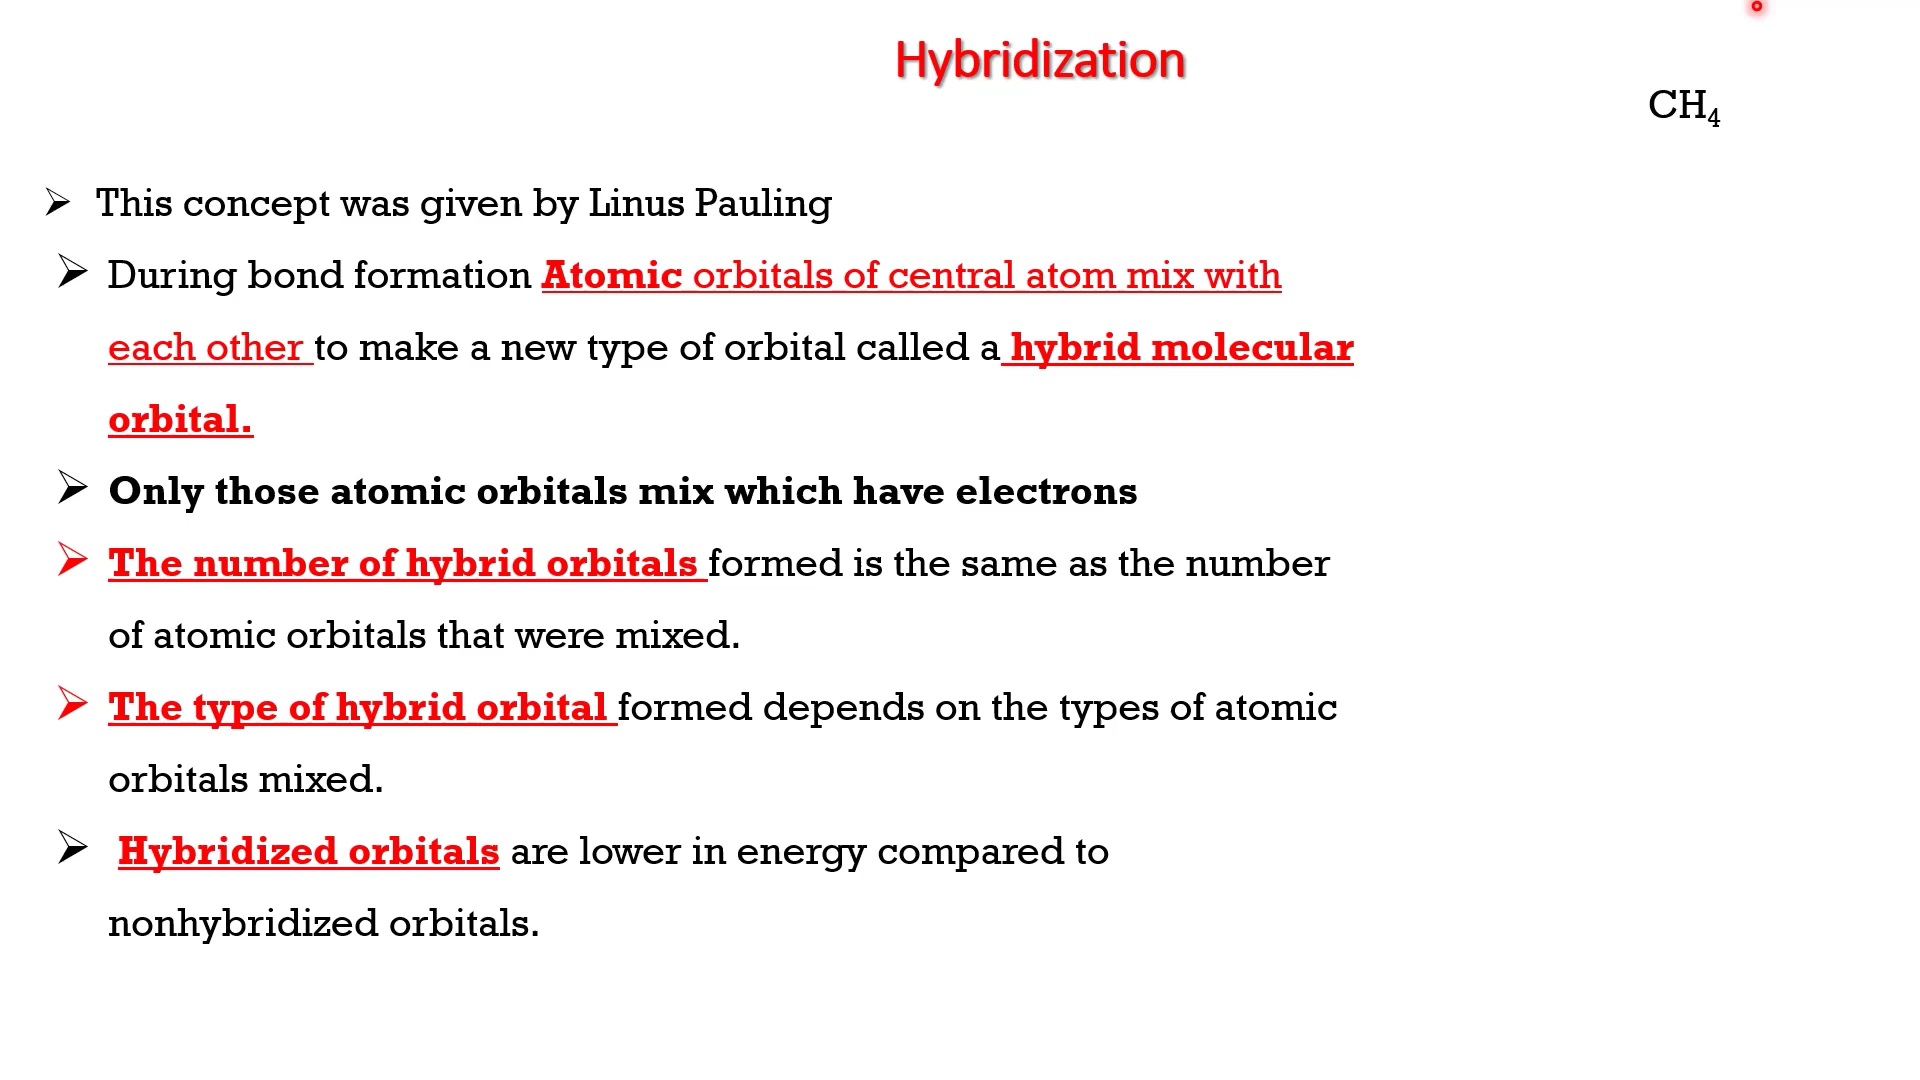 Hybridization
CH₄
➢ This concept was given by Linus Pauling
➢ During bond formation Atomic orbitals of central atom mix with
each other to make a new type of orbital called a hybrid molecular
orbital.
➢ Only those atomic orbitals mix which have electrons
➢ The number of hybrid orbitals formed is the same as the number
of atomic orbitals that were mixed.
➢ The type of hybrid orbital formed depends on the types of atomic
orbitals mixed.
➢ Hybridized orbitals are lower in energy compared to
nonhybridized orbitals.